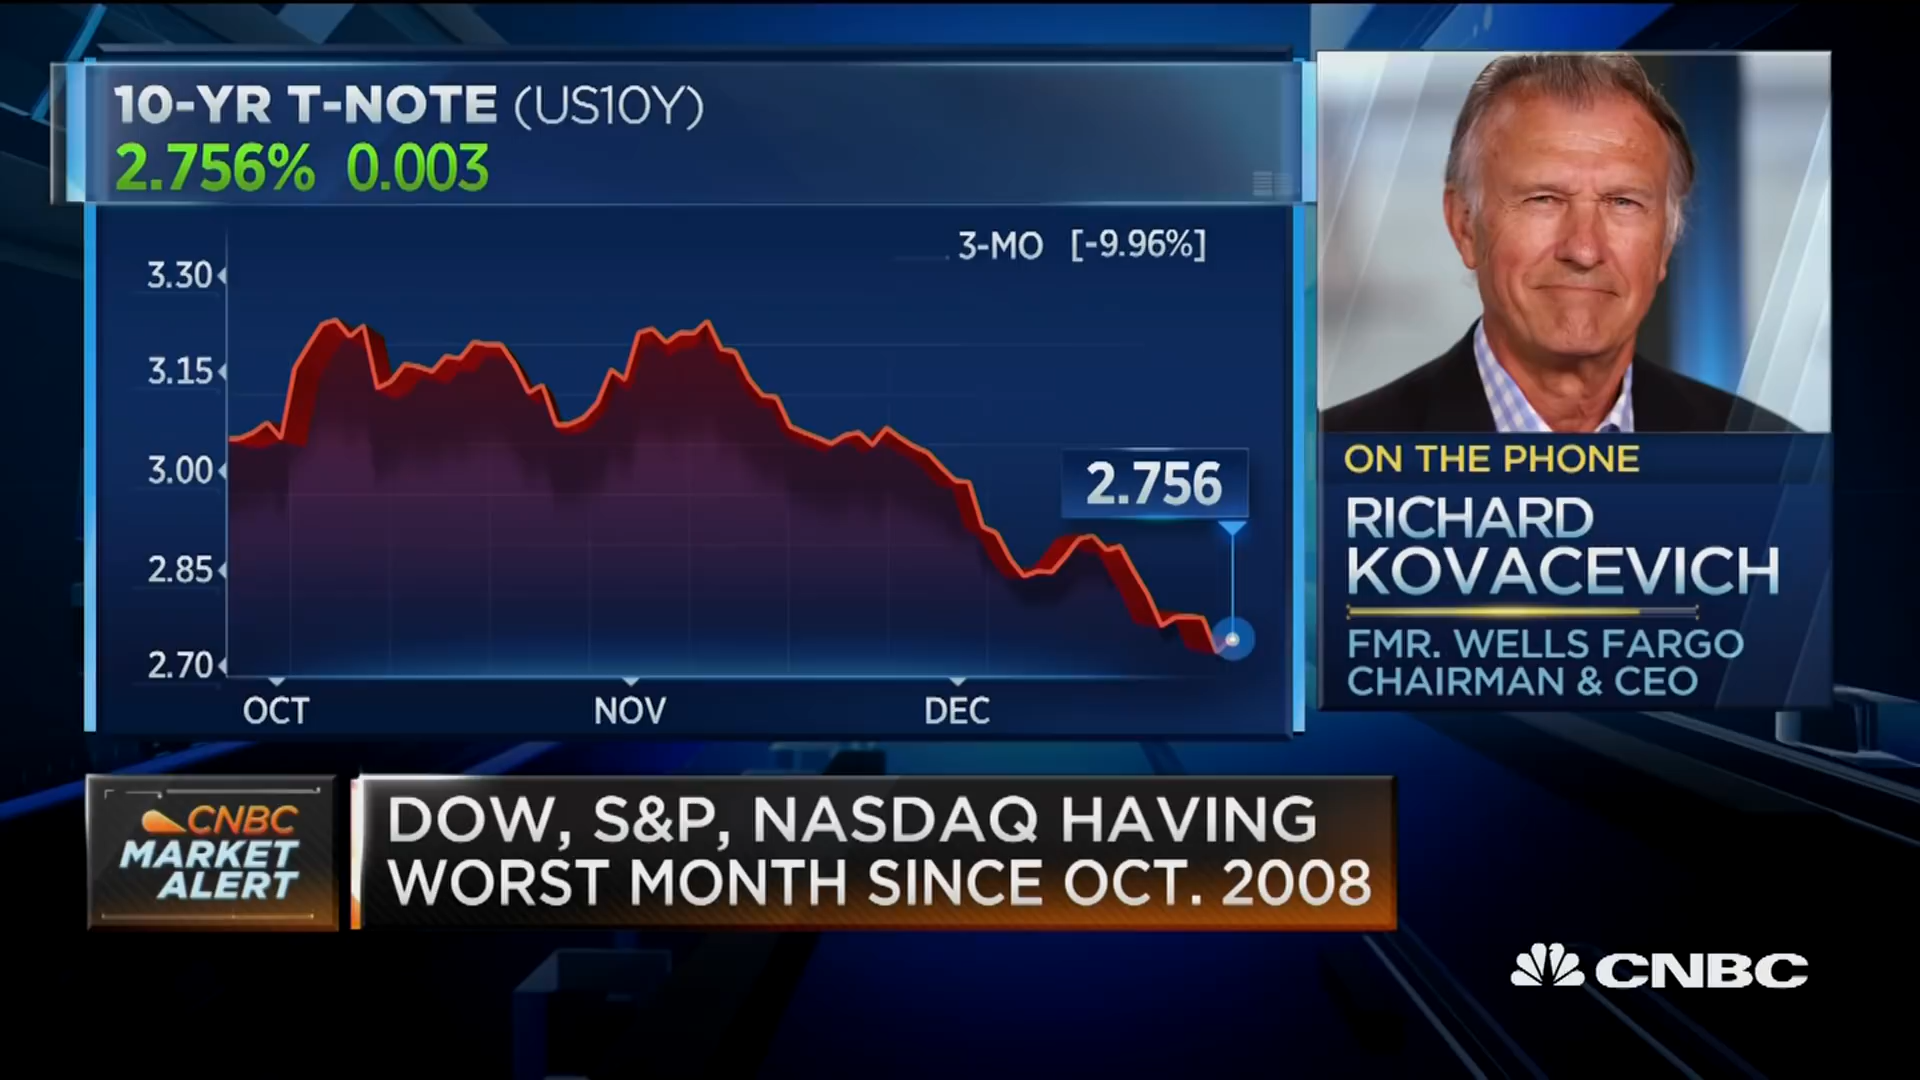 10-YR T-NOTE (US10Y)
2.756% 0.003
3-MO [-9.96%]
3.30
3.15
3.00
2.85
2.70
2.756
OCT NOV DEC
ON THE PHONE
RICHARD
KOVACEVICH
FMR. WELLS FARGO
CHAIRMAN & CEO
CNBC
MARKET
ALERT
DOW, S&P, NASDAQ HAVING
WORST MONTH SINCE OCT. 2008
CNBC